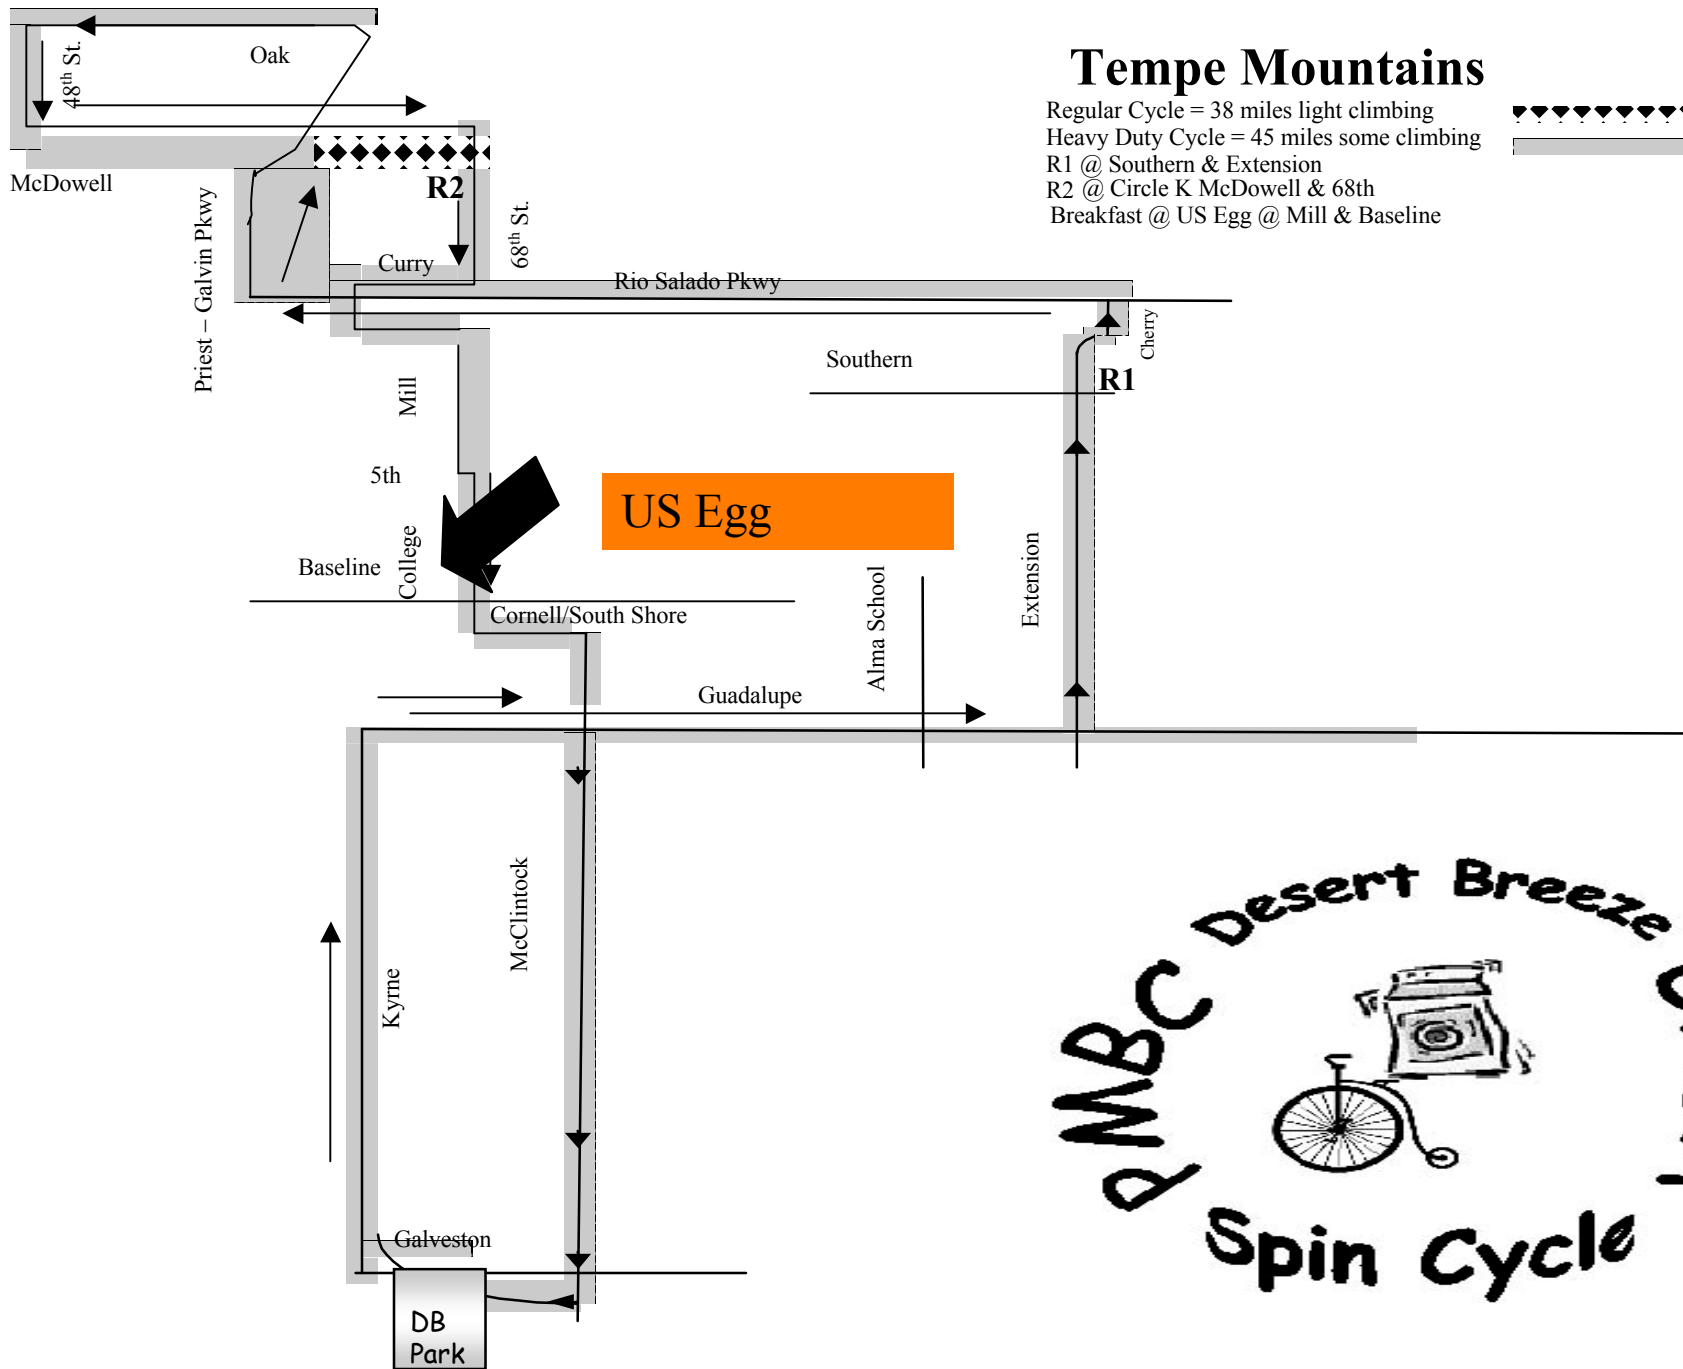 Tempe Mountains
Regular Cycle = 38 miles light climbing
Heavy Duty Cycle = 45 miles some climbing
R1 @ Southern & Extension
R2 @ Circle K McDowell & 68th
Breakfast @ US Egg @ Mill & Baseline
Oak
48th St.
McDowell
R2
68th St.
Priest – Galvin Pkwy
Curry
Rio Salado Pkwy
Cherry
Southern
R1
Mill
5th
US Egg
College
Baseline
Extension
Cornell/South Shore
Alma School
Guadalupe
McClintock
Kyrne
Galveston
DB
Park
PMBC Desert Breeze
Spin Cycle